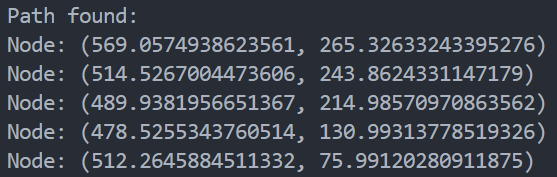 Path found:
Node: (569.0574938623561, 265.32633243395276)
Node: (514.5267004473606, 243.8624331147179)
Node: (489.9381956651367, 214.98570970863562)
Node: (478.5255343760514, 130.99313778519326)
Node: (512.2645884511332, 75.99120280911875)